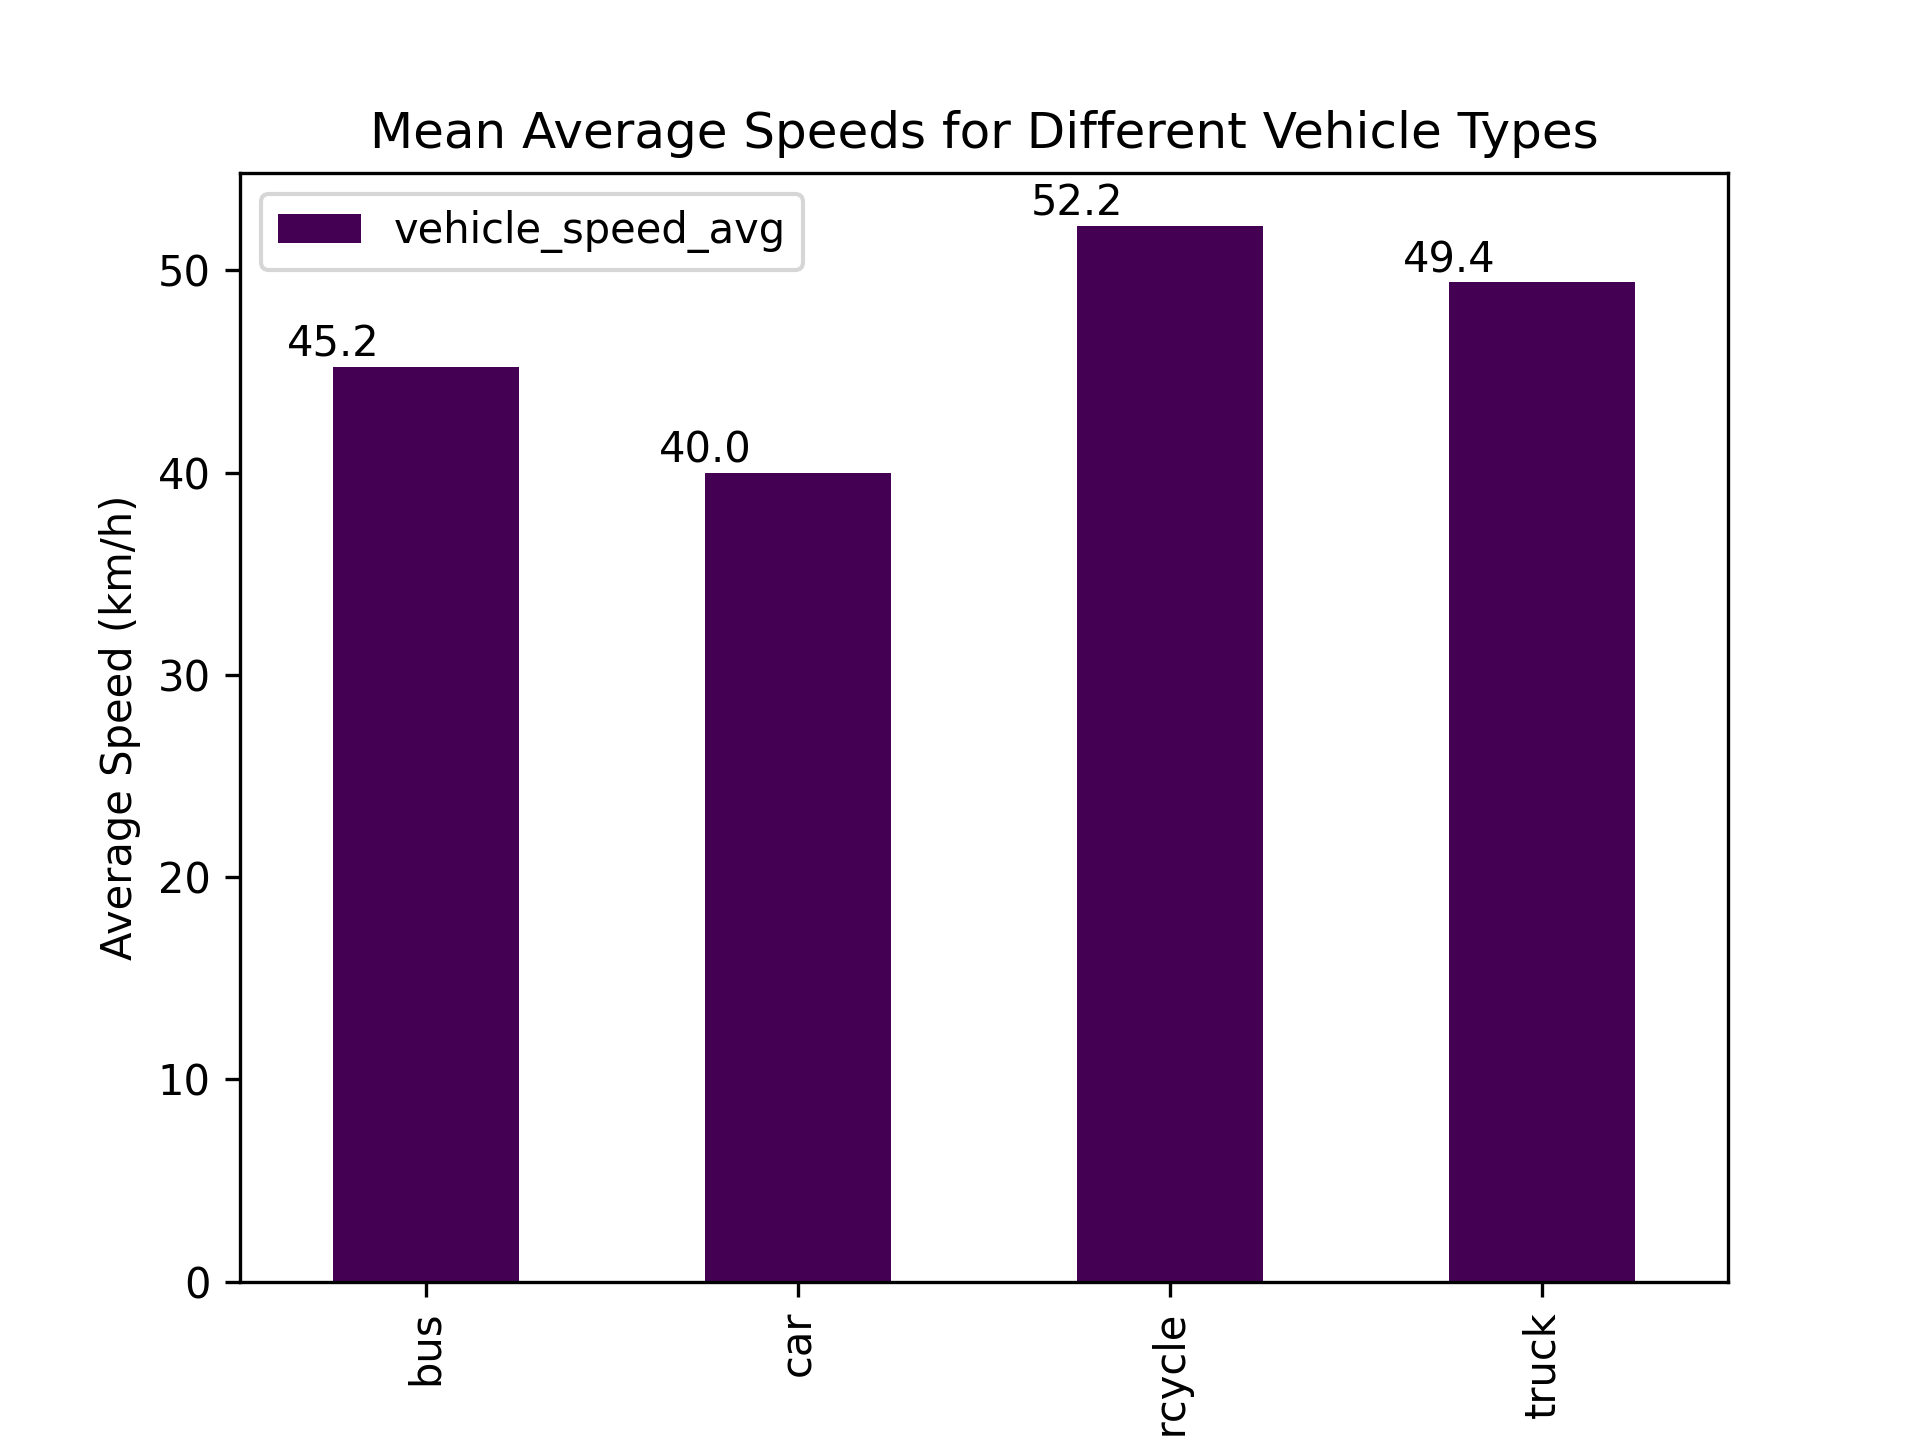 Mean Average Speeds for Different Vehicle Types
vehicle_speed_avg
52.2
49.4
45.2
40.0
50
40
30
20
10
0
Average Speed (km/h)
bus
car
rcycle
truck